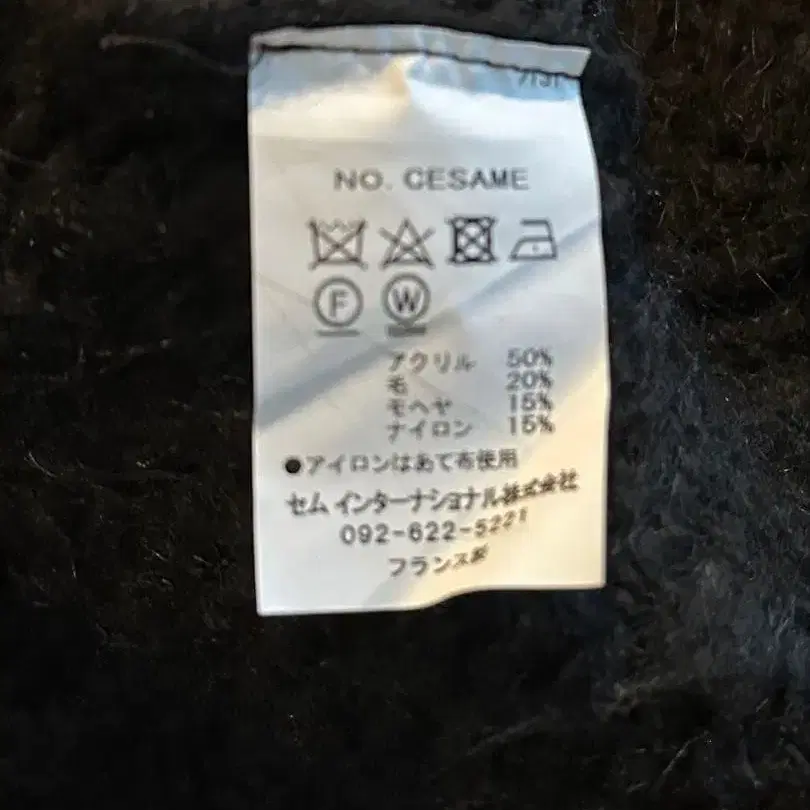 NO. CESAME
F W
アクリル 50%
毛 20%
モヘヤ 15%
ナイロン 15%
●アイロンはあて布使用
セム インターナショナル株式会社
092-622-5221
フランス製